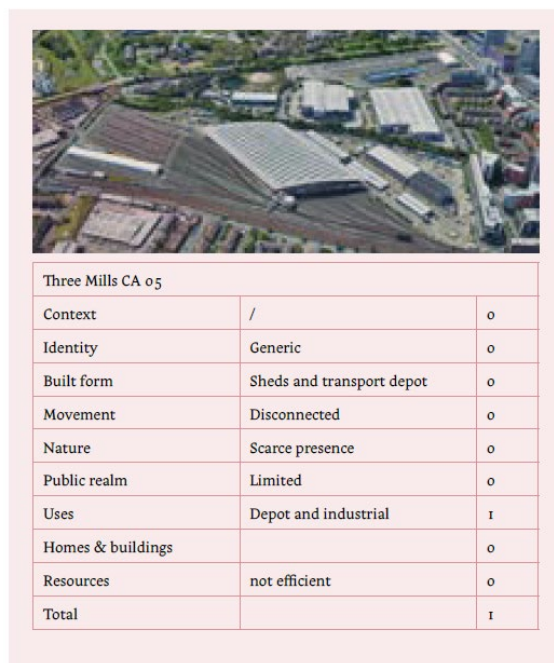 Three Mills CA 05
Context / 0
Identity Generic 0
Built form Sheds and transport depot 0
Movement Disconnected 0
Nature Scarce presence 0
Public realm Limited 0
Uses Depot and industrial 1
Homes & buildings 0
Resources not efficient 0
Total 1